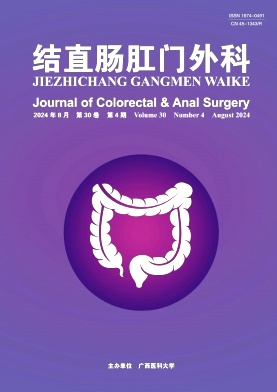 ISSN 1674-0491
CN 45-1343/R
结直肠肛门外科
JIEZHICHANG GANGMEN WAIKE
Journal of Colorectal & Anal Surgery
2024 年 8 月 第 30 卷 第 4 期 Volume 30 Number 4 August 2024
主办单位 广西医科大学